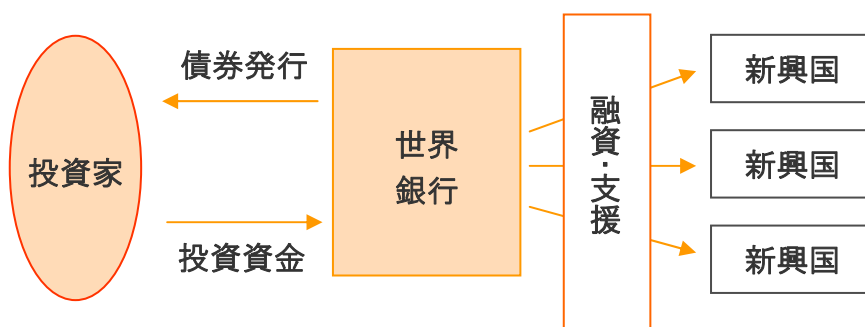 投資家
債券発行
投資資金
世界
銀行
融資・支援
新興国
新興国
新興国